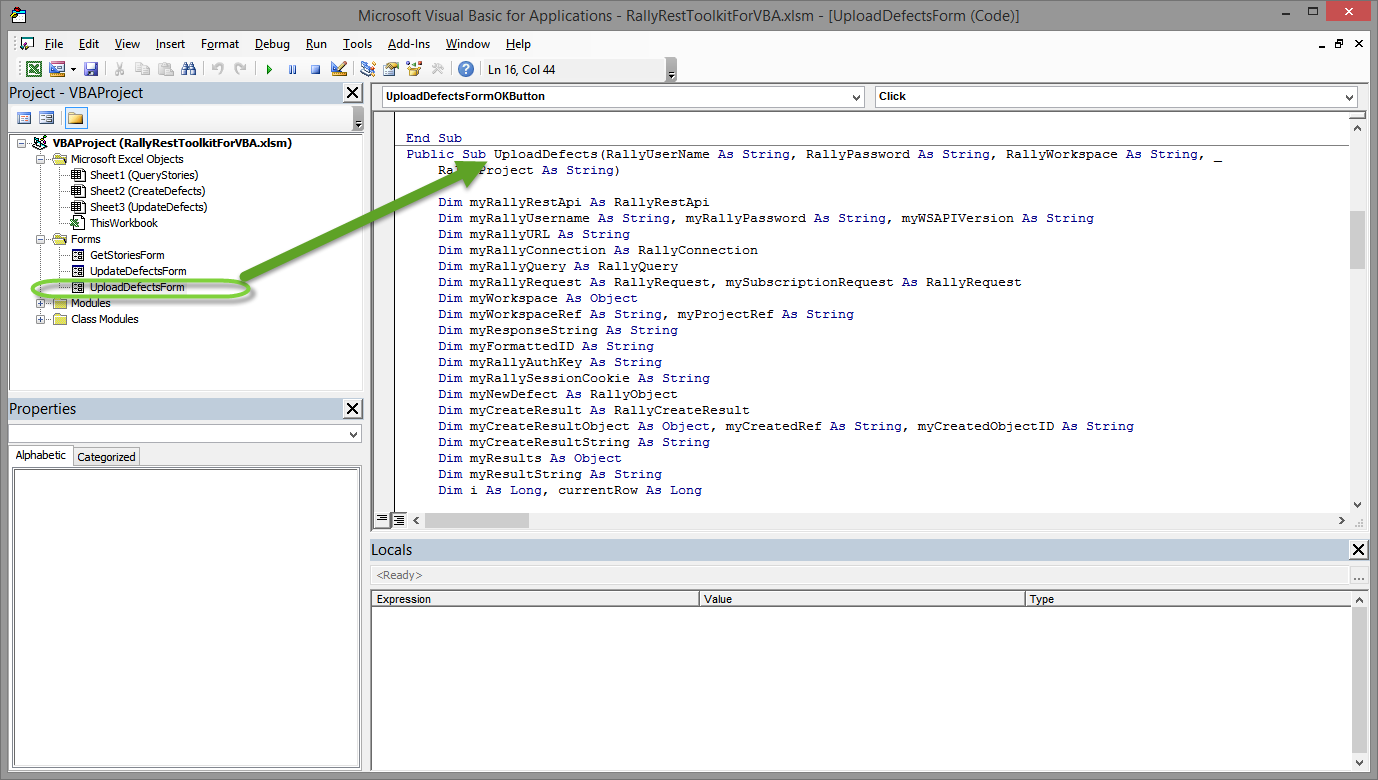 Microsoft Visual Basic for Applications - RallyRestToolkitForVBA.xlsm - [UploadDefectsForm (Code)]
File Edit View Insert Format Debug Run Tools Add-Ins Window Help
Ln 16, Col 44
Project - VBAProject
VBAProject (RallyRestToolkitForVBA.xlsm)
Microsoft Excel Objects
Sheet1 (QueryStories)
Sheet2 (CreateDefects)
Sheet3 (UpdateDefects)
ThisWorkbook
Forms
GetStoriesForm
UpdateDefectsForm
UploadDefectsForm
Modules
Class Modules
Properties
Alphabetic Categorized
UploadDefectsFormOKButton Click
End Sub
Public Sub UploadDefects(RallyUserName As String, RallyPassword As String, RallyWorkspace As String, _
Project As String)
Dim myRallyRestApi As RallyRestApi
Dim myRallyUsername As String, myRallyPassword As String, myWSAPIVersion As String
Dim myRallyURL As String
Dim myRallyConnection As RallyConnection
Dim myRallyQuery As RallyQuery
Dim myRallyRequest As RallyRequest, mySubscriptionRequest As RallyRequest
Dim myWorkspace As Object
Dim myWorkspaceRef As String, myProjectRef As String
Dim myResponseString As String
Dim myFormattedID As String
Dim myRallyAuthKey As String
Dim myRallySessionCookie As String
Dim myNewDefect As RallyObject
Dim myCreateResult As RallyCreateResult
Dim myCreateResultObject As Object, myCreatedRef As String, myCreatedObjectID As String
Dim myCreateResultString As String
Dim myResults As Object
Dim myResultString As String
Dim i As Long, currentRow As Long
Locals
<Ready>
Expression Value Type